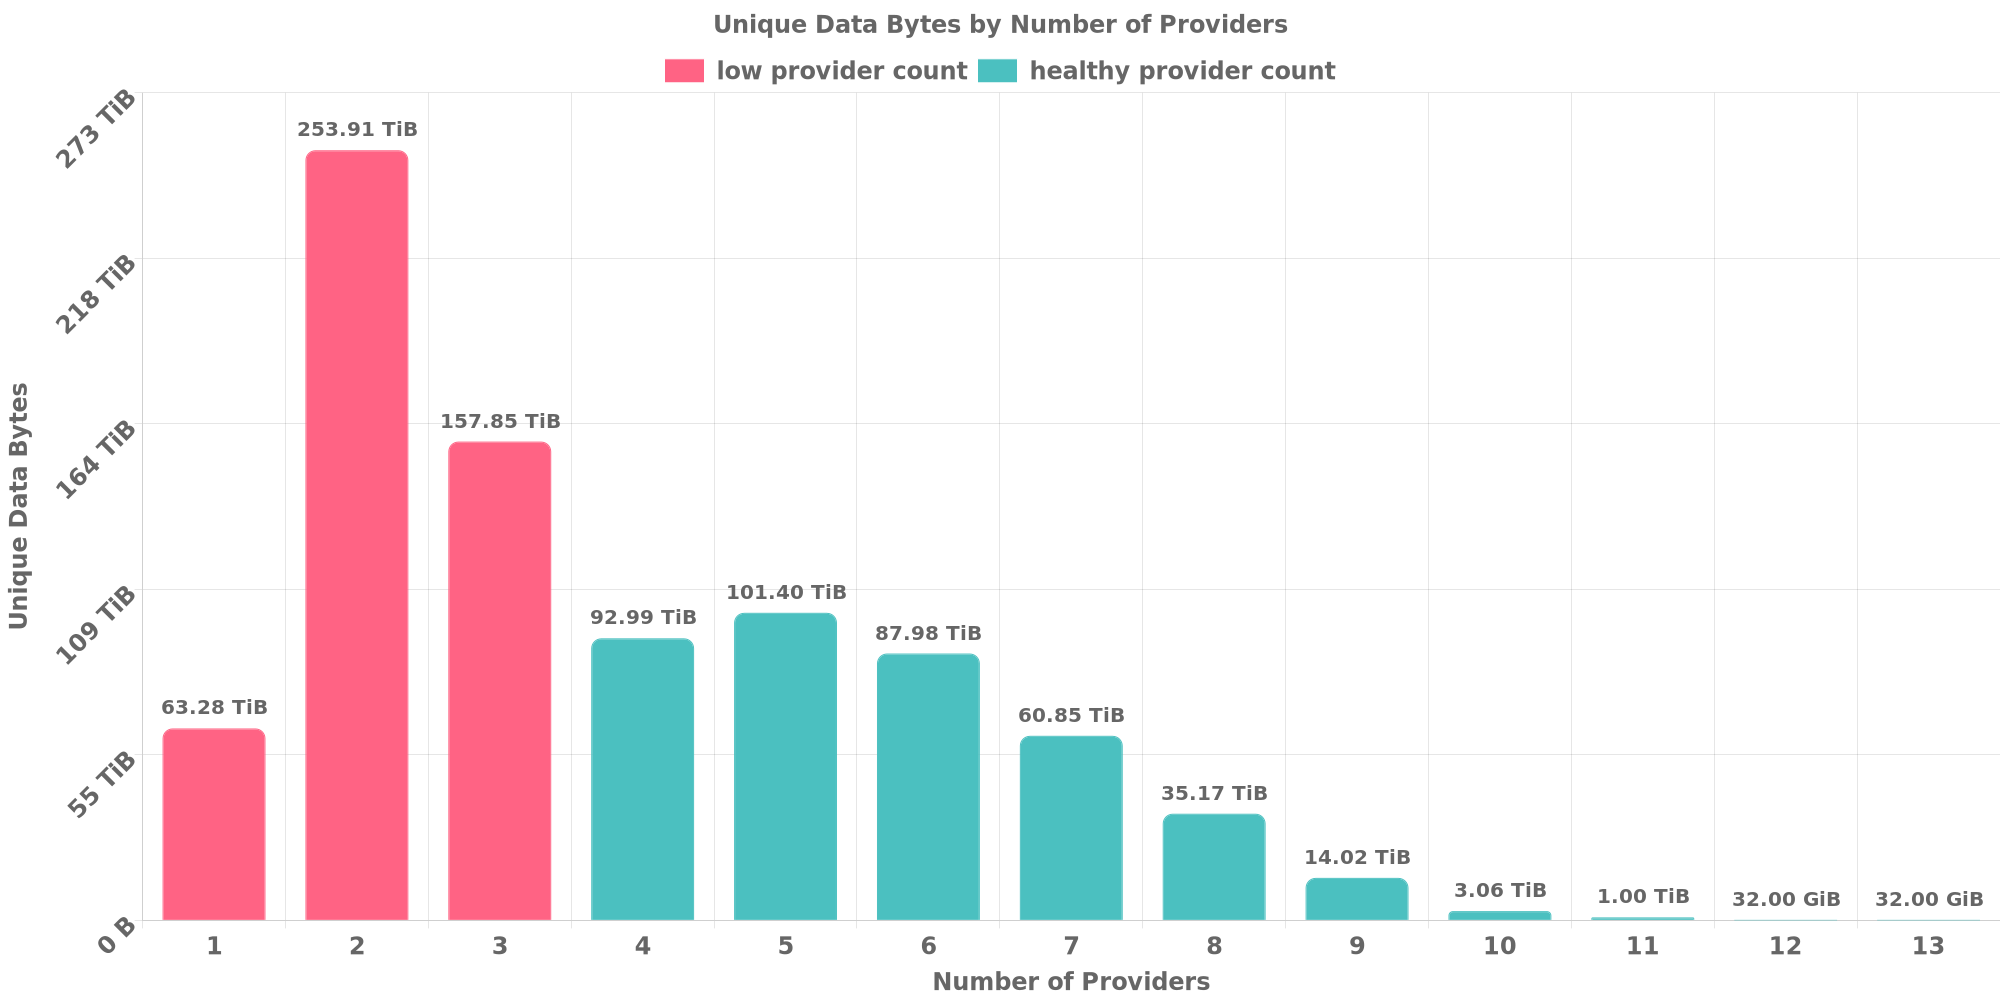 Unique Data Bytes by Number of Providers
low provider count healthy provider count
Unique Data Bytes
273 TiB
218 TiB
164 TiB
109 TiB
55 TiB
0 B
63.28 TiB
253.91 TiB
157.85 TiB
92.99 TiB
101.40 TiB
87.98 TiB
60.85 TiB
35.17 TiB
14.02 TiB
3.06 TiB
1.00 TiB
32.00 GiB
32.00 GiB
1 2 3 4 5 6 7 8 9 10 11 12 13
Number of Providers